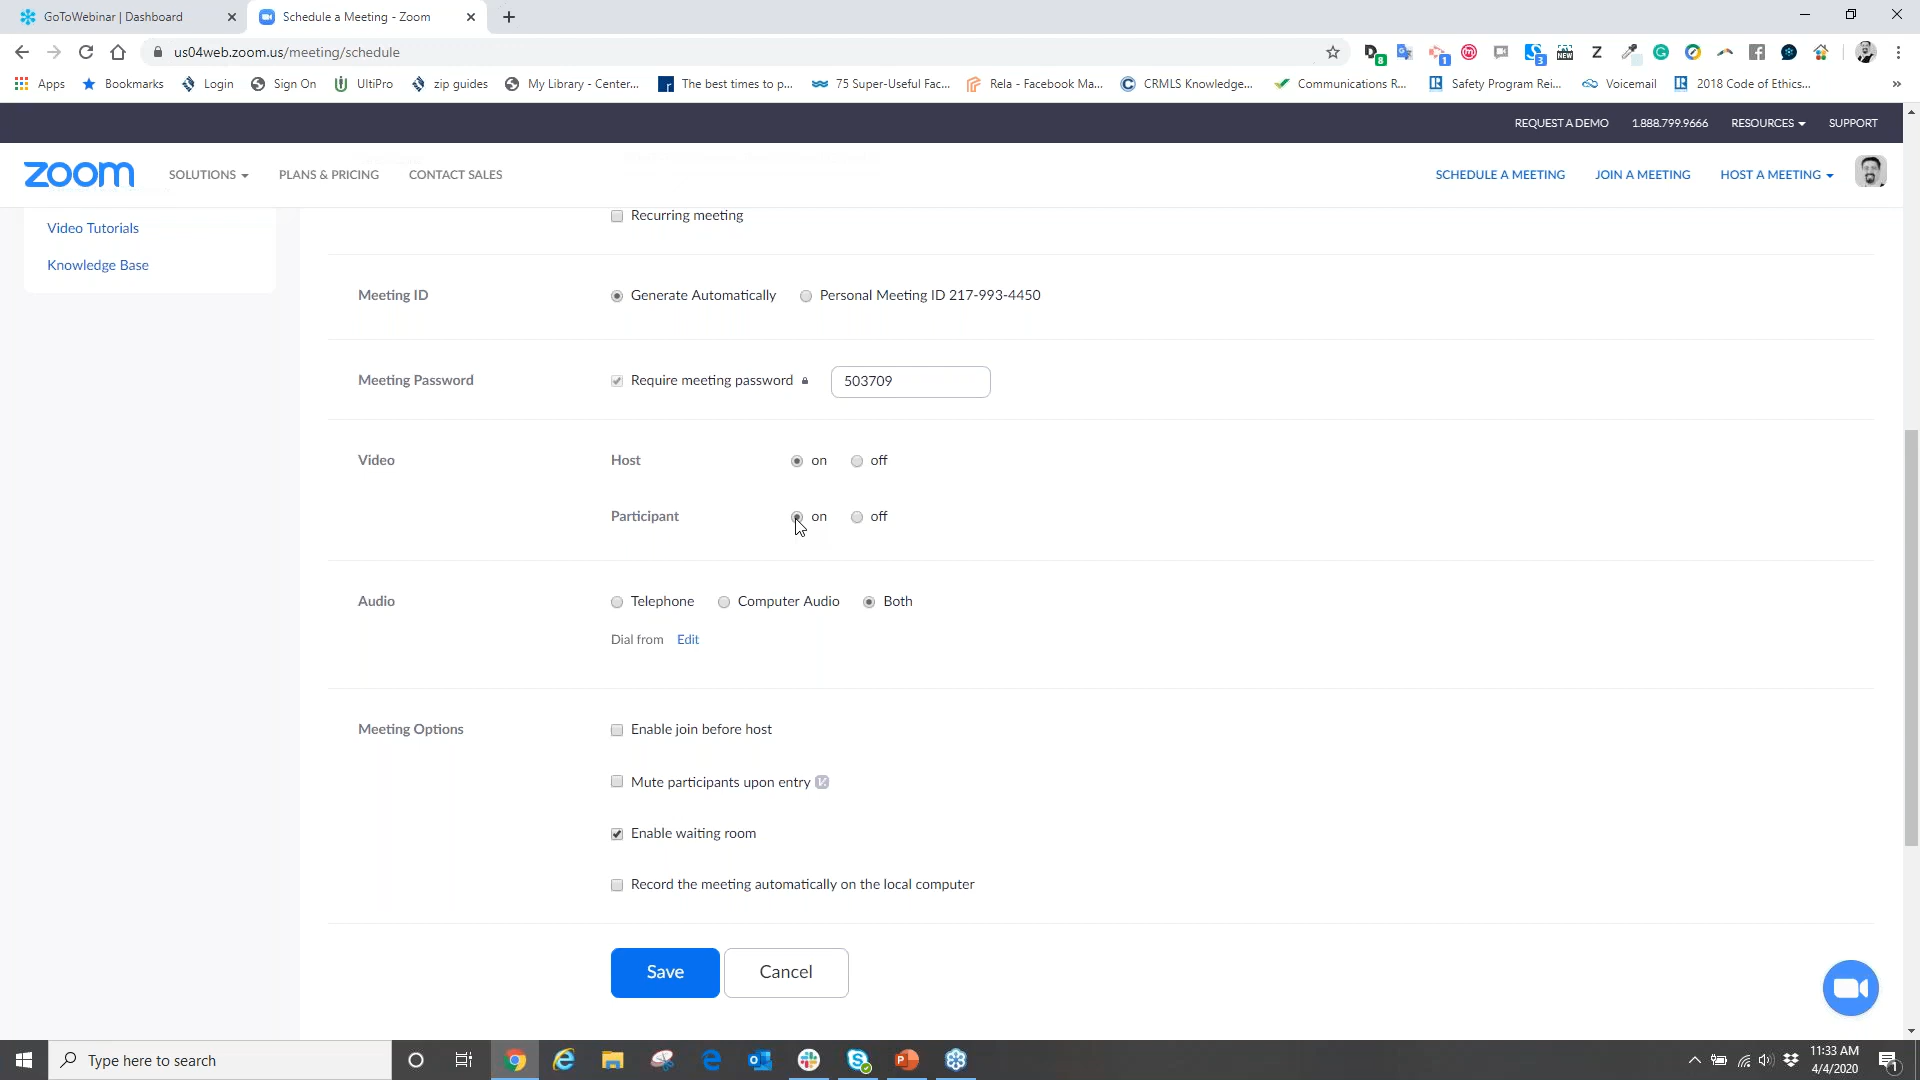 GoToWebinar | Dashboard
Schedule a Meeting - Zoom
us04web.zoom.us/meeting/schedule
8
1
3
NEW
Z
Apps
Bookmarks
Login
Sign On
UltiPro
zip guides
My Library - Center...
The best times to p...
75 Super-Useful Fac...
Rela - Facebook Ma...
CRMLS Knowledge...
Communications R...
Safety Program Rei...
Voicemail
2018 Code of Ethics...
»
REQUEST A DEMO
1.888.799.9666
RESOURCES
SUPPORT
zoom
SOLUTIONS
PLANS & PRICING
CONTACT SALES
SCHEDULE A MEETING
JOIN A MEETING
HOST A MEETING
Video Tutorials
Knowledge Base
Recurring meeting
Meeting ID
Generate Automatically
Personal Meeting ID 217-993-4450
Meeting Password
Require meeting password
503709
Video
Host
on
off
Participant
on
off
Audio
Telephone
Computer Audio
Both
Dial from
Edit
Meeting Options
Enable join before host
Mute participants upon entry
Enable waiting room
Record the meeting automatically on the local computer
Save
Cancel
Type here to search
11:33 AM
4/4/2020
1